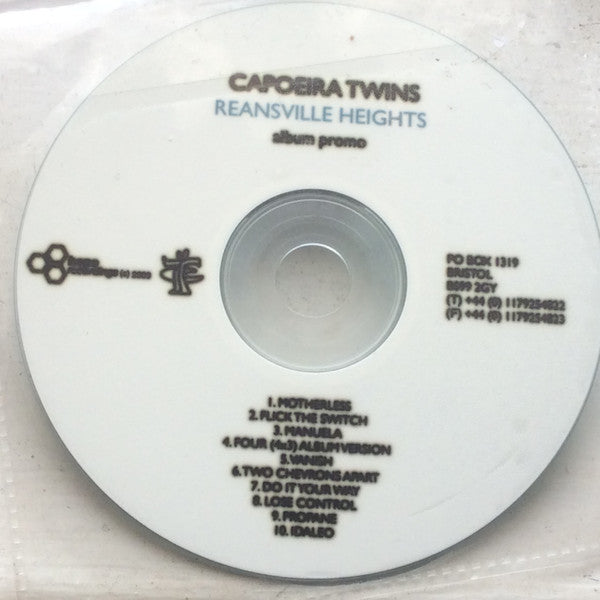 CAPOEIRA TWINS
REANSVILLE HEIGHTS
album promo
recordings (c) 2003
PO BOX 1319
BRISTOL
BS99 2GY
(T) +44 (0) 1179254822
(F) +44 (0) 1179254823
1. MOTHERLESS
2. FLICK THE SWITCH
3. MANUELA
4. FOUR (4x3) ALBUM VERSION
5. VANISH
6. TWO CHEVRONS APART
7. DO IT YOUR WAY
8. LOSE CONTROL
9. PROFANE
10. IDALEO